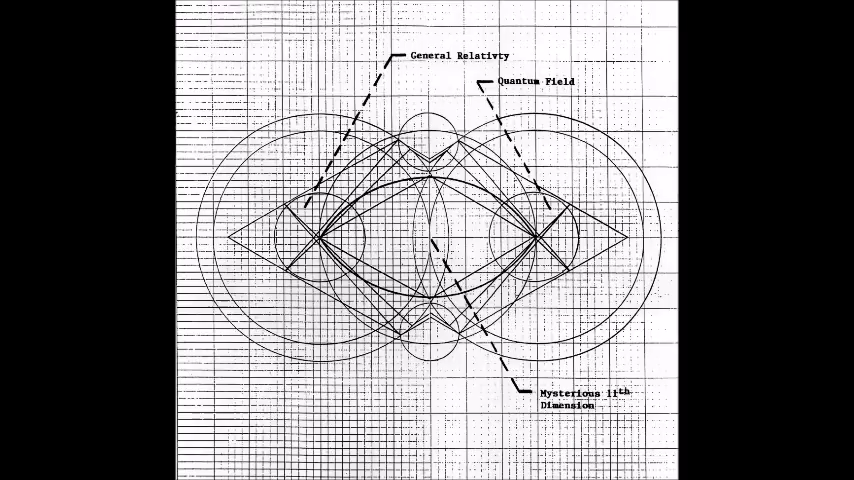 General Relativty
Quantum Field
Mysterious 11th
Dimension